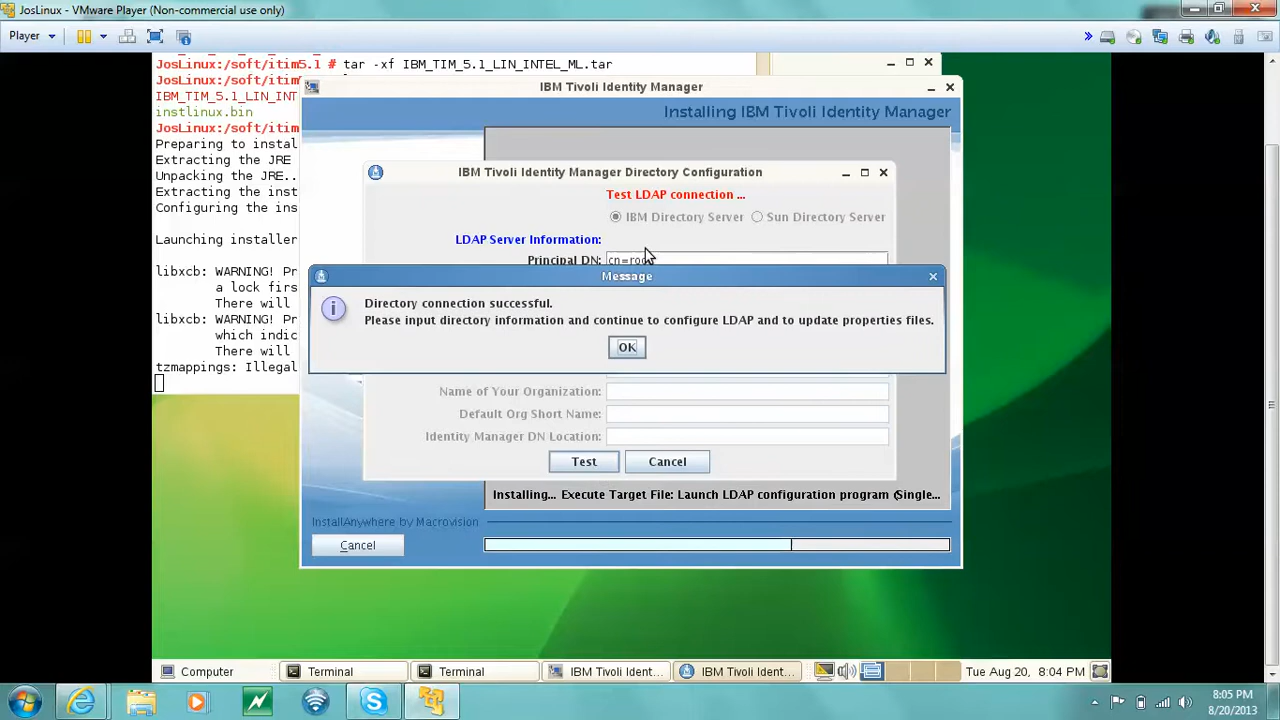 JosLinux - VMware Player (Non-commercial use only)
Player
JosLinux:/soft/itim5.1 # tar -xf IBM_TIM_5.1_LIN_INTEL_ML.tar
JosLinux:/soft/itim
IBM_TIM_5.1_LIN_INT
instlinux.bin
JosLinux:/soft/itim
Preparing to instal
Extracting the JRE
Unpacking the JRE..
Extracting the inst
Configuring the ins
Launching installer
libxcb: WARNING! Pr
a lock firs
There will
libxcb: WARNING! Pr
which indic
There will
tzmappings: Illegal
IBM Tivoli Identity Manager
Installing IBM Tivoli Identity Manager
IBM Tivoli Identity Manager Directory Configuration
Test LDAP connection ...
IBM Directory Server Sun Directory Server
LDAP Server Information:
Principal DN: cn=roo
Message
Directory connection successful.
Please input directory information and continue to configure LDAP and to update properties files.
OK
Name of Your Organization:
Default Org Short Name:
Identity Manager DN Location:
Test Cancel
Installing... Execute Target File: Launch LDAP configuration program (Single...
InstallAnywhere by Macrovision
Cancel
Computer Terminal Terminal IBM Tivoli Ident... IBM Tivoli Ident... Tue Aug 20, 8:04 PM
8:05 PM
8/20/2013